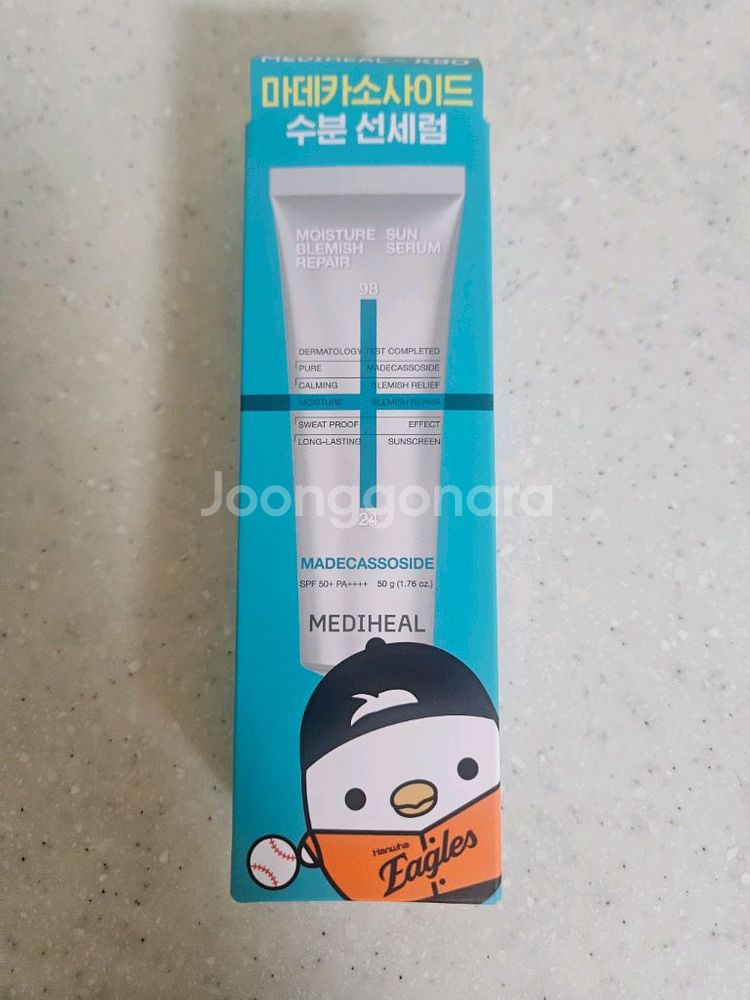 MEDIHEAL × KBO
마데카소사이드
수분 선세럼
MOISTURE SUN
BLEMISH SERUM
REPAIR
98
DERMATOLOGY TEST COMPLETED
PURE MADECASSOSIDE
CALMING BLEMISH RELIEF
MOISTURE BLEMISH REPAIR
SWEAT PROOF EFFECT
LONG-LASTING SUNSCREEN
Joonggonara
24
MADECASSOSIDE
SPF 50+ PA++++ 50 g (1.76 oz.)
MEDIHEAL
Hanwha
Eagles